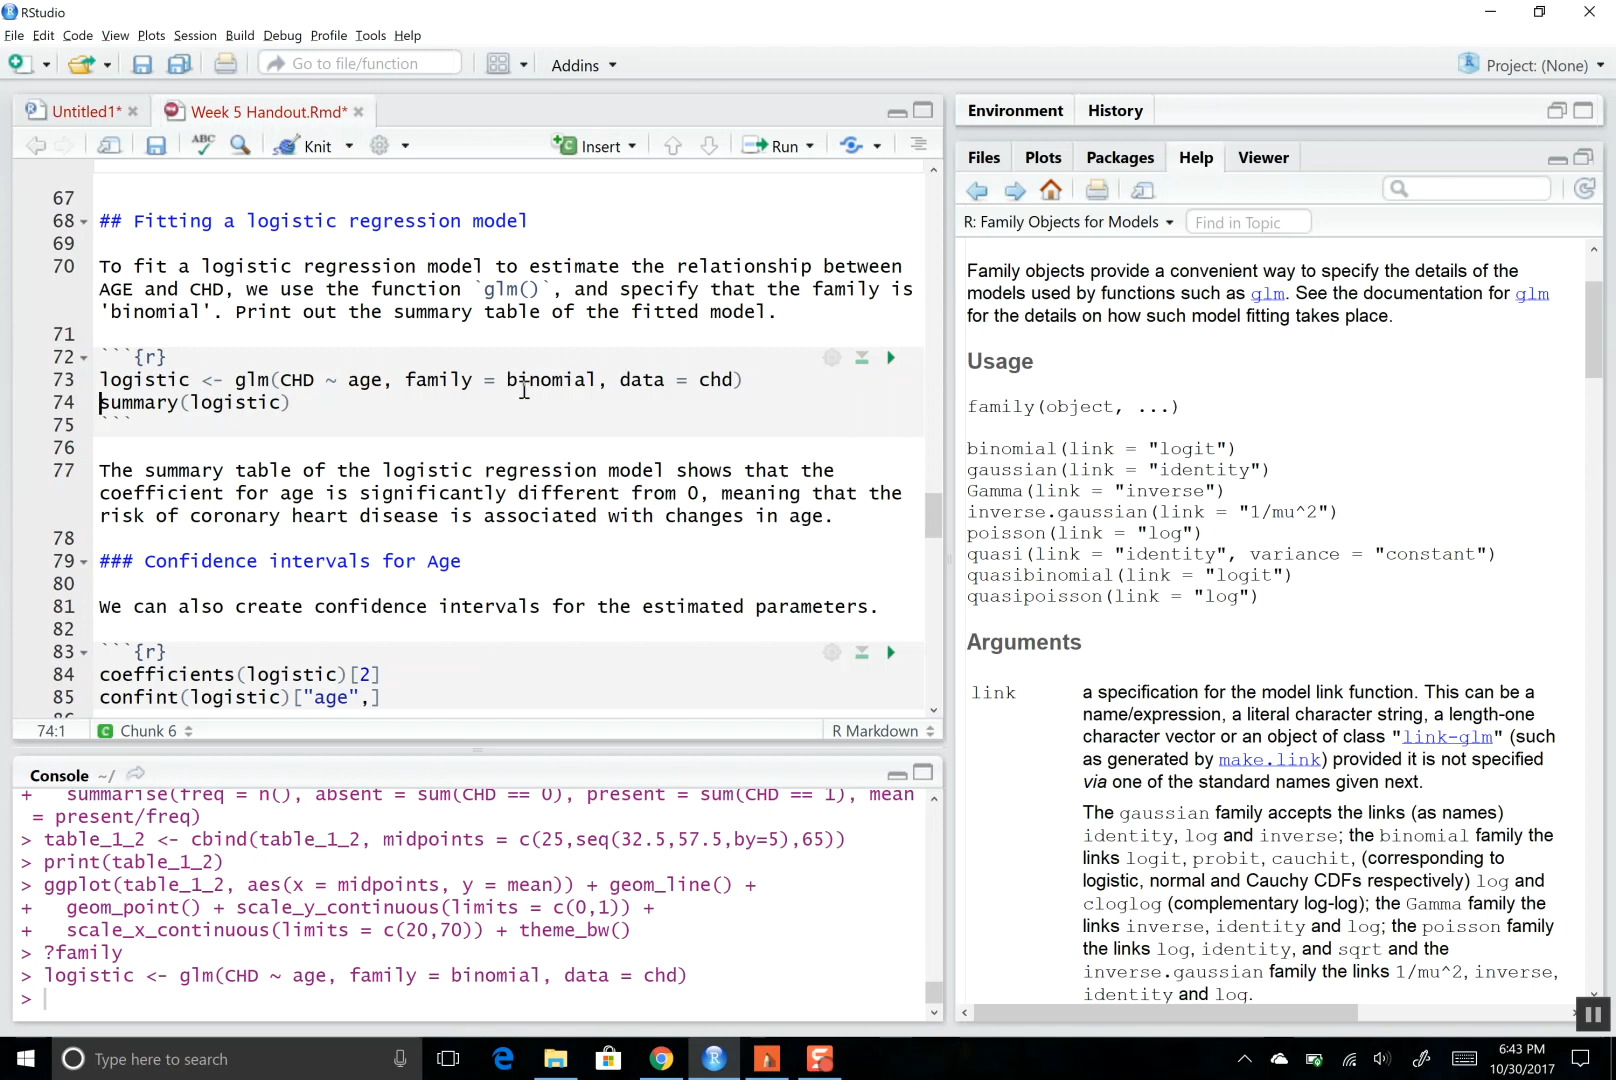 RStudio
File Edit Code View Plots Session Build Debug Profile Tools Help
Go to file/function Addins Project: (None)
Untitled1* Week 5 Handout.Rmd*
ABC Knit Insert Run
67
68 ## Fitting a logistic regression model
69
70 To fit a logistic regression model to estimate the relationship between
AGE and CHD, we use the function `glm()`, and specify that the family is
'binomial'. Print out the summary table of the fitted model.
71
72 ```{r}
73 logistic <- glm(CHD ~ age, family = binomial, data = chd)
74 summary(logistic)
75 ```
76
77 The summary table of the logistic regression model shows that the
coefficient for age is significantly different from 0, meaning that the
risk of coronary heart disease is associated with changes in age.
78
79 ### Confidence intervals for Age
80
81 We can also create confidence intervals for the estimated parameters.
82
83 ```{r}
84 coefficients(logistic)[2]
85 confint(logistic)["age",]
74:1 Chunk 6 R Markdown
Console ~/
+ summarise(freq = n(), absent = sum(CHD == 0), present = sum(CHD == 1), mean
= present/freq)
> table_1_2 <- cbind(table_1_2, midpoints = c(25,seq(32.5,57.5,by=5),65))
> print(table_1_2)
> ggplot(table_1_2, aes(x = midpoints, y = mean)) + geom_line() +
+ geom_point() + scale_y_continuous(limits = c(0,1)) +
+ scale_x_continuous(limits = c(20,70)) + theme_bw()
> ?family
> logistic <- glm(CHD ~ age, family = binomial, data = chd)
>
Environment History
Files Plots Packages Help Viewer
R: Family Objects for Models Find in Topic
Family objects provide a convenient way to specify the details of the
models used by functions such as glm. See the documentation for glm
for the details on how such model fitting takes place.
Usage
family(object, ...)
binomial(link = "logit")
gaussian(link = "identity")
Gamma(link = "inverse")
inverse.gaussian(link = "1/mu^2")
poisson(link = "log")
quasi(link = "identity", variance = "constant")
quasibinomial(link = "logit")
quasipoisson(link = "log")
Arguments
link a specification for the model link function. This can be a
name/expression, a literal character string, a length-one
character vector or an object of class "link-glm" (such
as generated by make.link) provided it is not specified
via one of the standard names given next.
The gaussian family accepts the links (as names)
identity, log and inverse; the binomial family the
links logit, probit, cauchit, (corresponding to
logistic, normal and Cauchy CDFs respectively) log and
cloglog (complementary log-log); the Gamma family the
links inverse, identity and log; the poisson family
the links log, identity, and sqrt and the
inverse.gaussian family the links 1/mu^2, inverse,
identity and log.
Type here to search
6:43 PM
10/30/2017